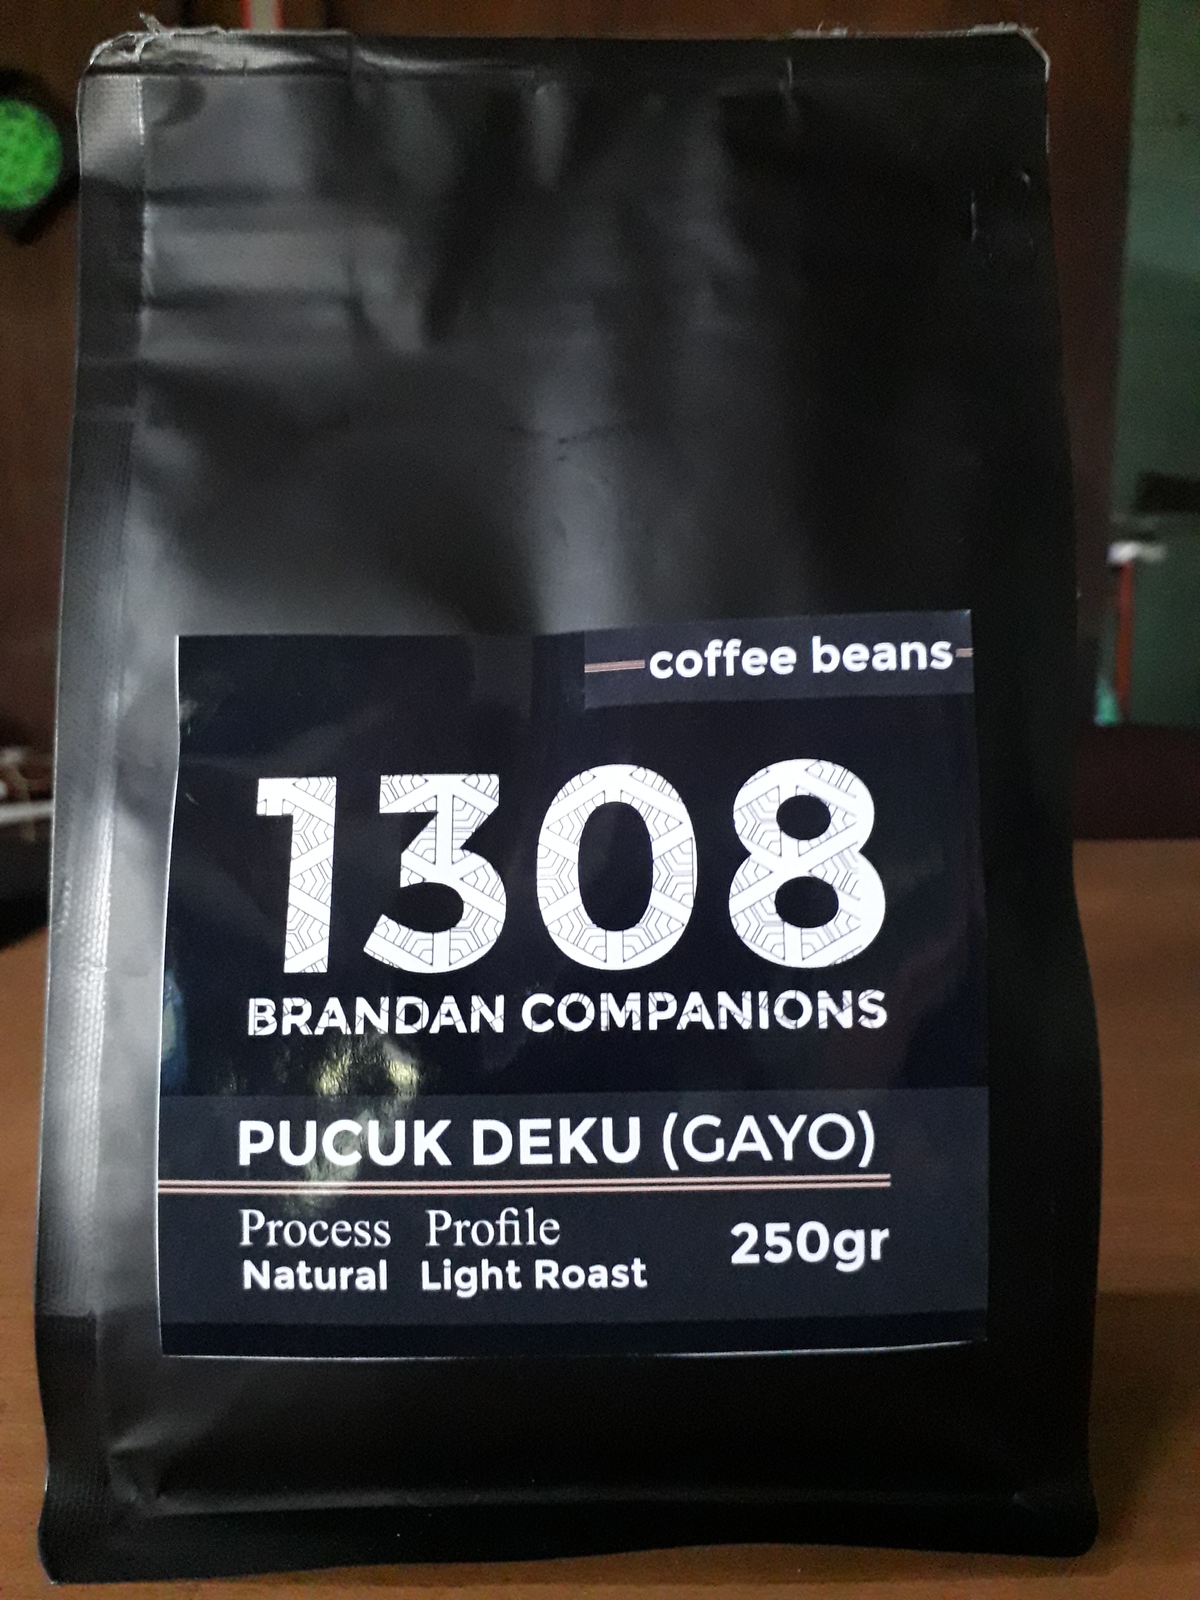 coffee beans
1308
BRANDAN COMPANIONS
PUCUK DEKU (GAYO)
Process Profile
Natural Light Roast
250gr